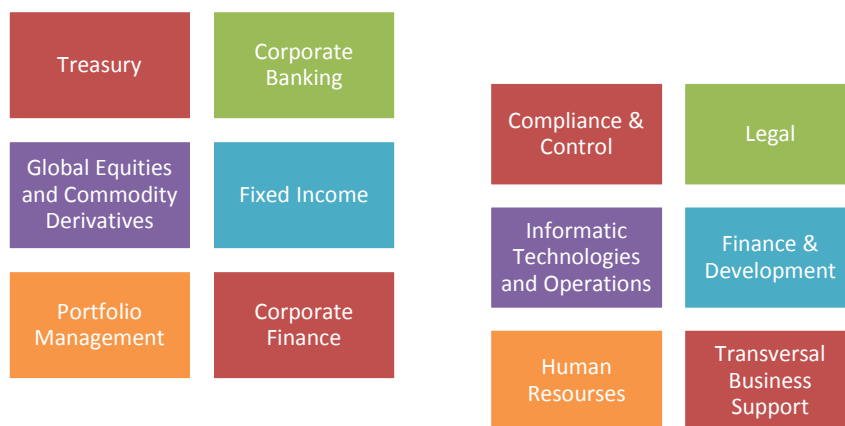 Treasury
Corporate
Banking
Global Equities
and Commodity
Derivatives
Fixed Income
Portfolio
Management
Corporate
Finance
Compliance &
Control
Legal
Informatic
Technologies
and Operations
Finance &
Development
Human
Resourses
Transversal
Business
Support